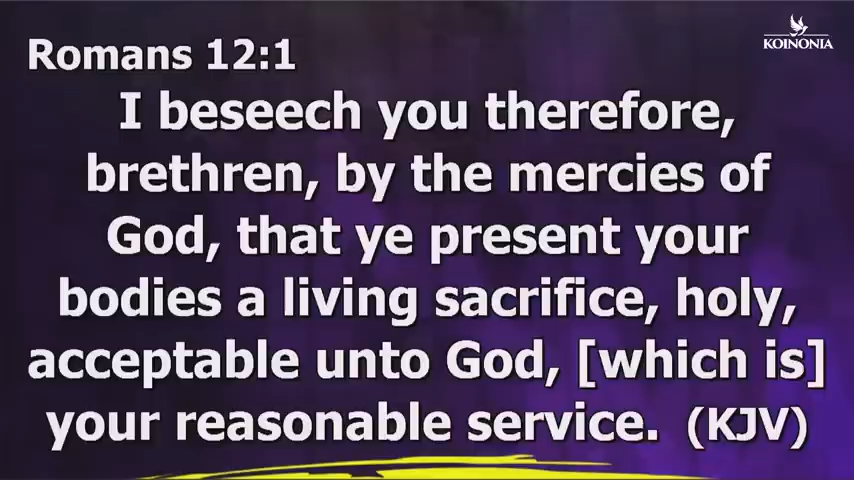 KOINONIA
Romans 12:1
I beseech you therefore,
brethren, by the mercies of
God, that ye present your
bodies a living sacrifice, holy,
acceptable unto God, [which is]
your reasonable service. (KJV)